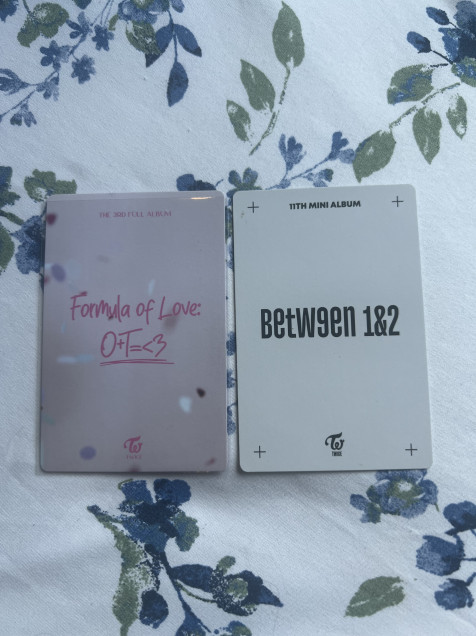 THE 3RD FULL ALBUM
Formula of Love:
O+T=<3
TWICE
11TH MINI ALBUM
BETW9EN 1&2
TWICE